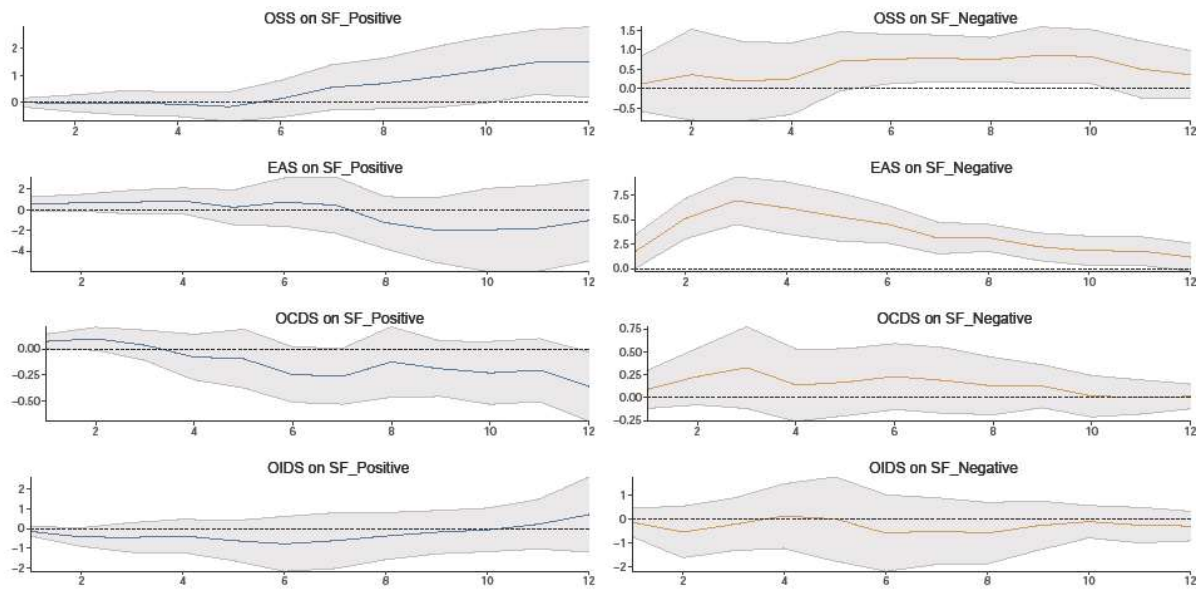 OSS on SF_Positive
2
1
0
2 4 6 8 10 12
OSS on SF_Negative
1.5
1.0
0.5
0.0
−0.5
2 4 6 8 10 12
EAS on SF_Positive
2
0
−2
−4
2 4 6 8 10 12
EAS on SF_Negative
7.5
5.0
2.5
0.0
2 4 6 8 10 12
OCDS on SF_Positive
0.00
−0.25
−0.50
2 4 6 8 10 12
OCDS on SF_Negative
0.75
0.50
0.25
0.00
−0.25
2 4 6 8 10 12
OIDS on SF_Positive
2
1
0
−1
−2
2 4 6 8 10 12
OIDS on SF_Negative
1
0
−1
−2
2 4 6 8 10 12